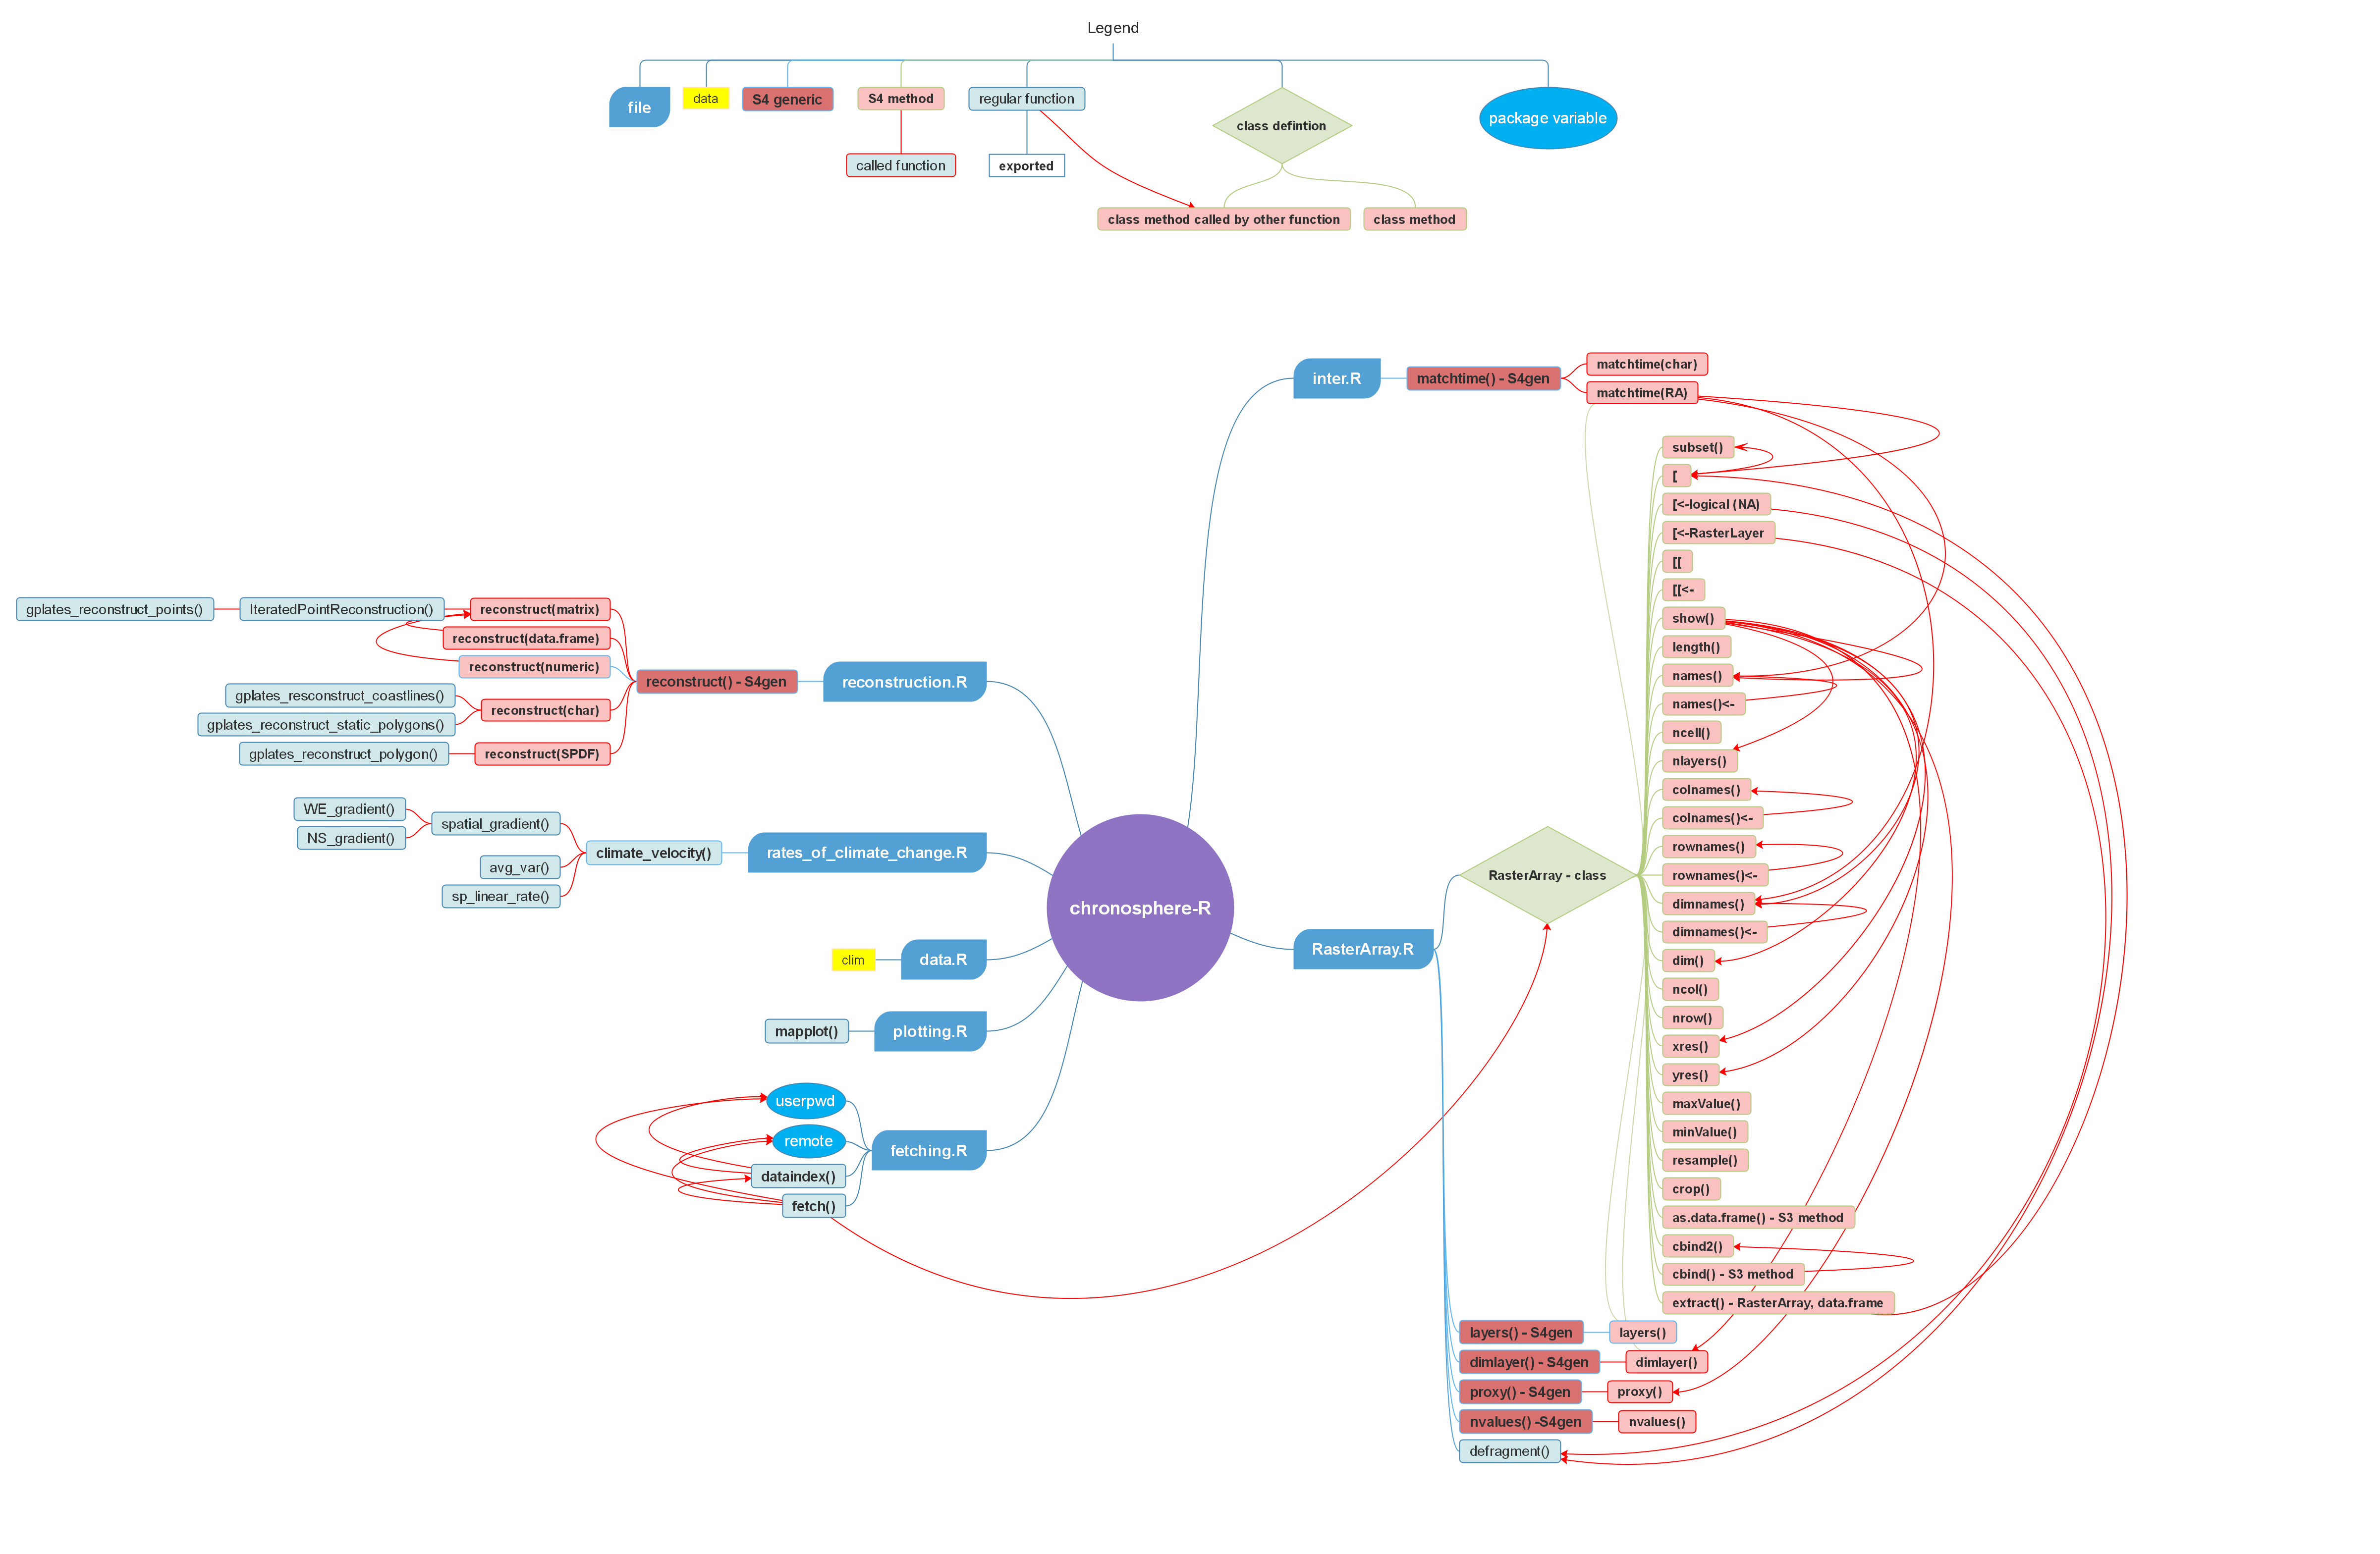 Legend
file
data
S4 generic
S4 method
regular function
class defintion
package variable
called function
exported
class method called by other function
class method
chronosphere-R
inter.R
matchtime() - S4gen
matchtime(char)
matchtime(RA)
reconstruction.R
reconstruct() - S4gen
reconstruct(matrix)
IteratedPointReconstruction()
gplates_reconstruct_points()
reconstruct(data.frame)
reconstruct(numeric)
reconstruct(char)
gplates_resconstruct_coastlines()
gplates_reconstruct_static_polygons()
reconstruct(SPDF)
gplates_reconstruct_polygon()
rates_of_climate_change.R
climate_velocity()
spatial_gradient()
WE_gradient()
NS_gradient()
avg_var()
sp_linear_rate()
data.R
clim
plotting.R
mapplot()
fetching.R
userpwd
remote
dataindex()
fetch()
RasterArray.R
RasterArray - class
subset()
[
[<-logical (NA)
[<-RasterLayer
[[
[[<-
show()
length()
names()
names()<-
ncell()
nlayers()
colnames()
colnames()<-
rownames()
rownames()<-
dimnames()
dimnames()<-
dim()
ncol()
nrow()
xres()
yres()
maxValue()
minValue()
resample()
crop()
as.data.frame() - S3 method
cbind2()
cbind() - S3 method
extract() - RasterArray, data.frame
layers() - S4gen
layers()
dimlayer() - S4gen
dimlayer()
proxy() - S4gen
proxy()
nvalues() -S4gen
nvalues()
defragment()